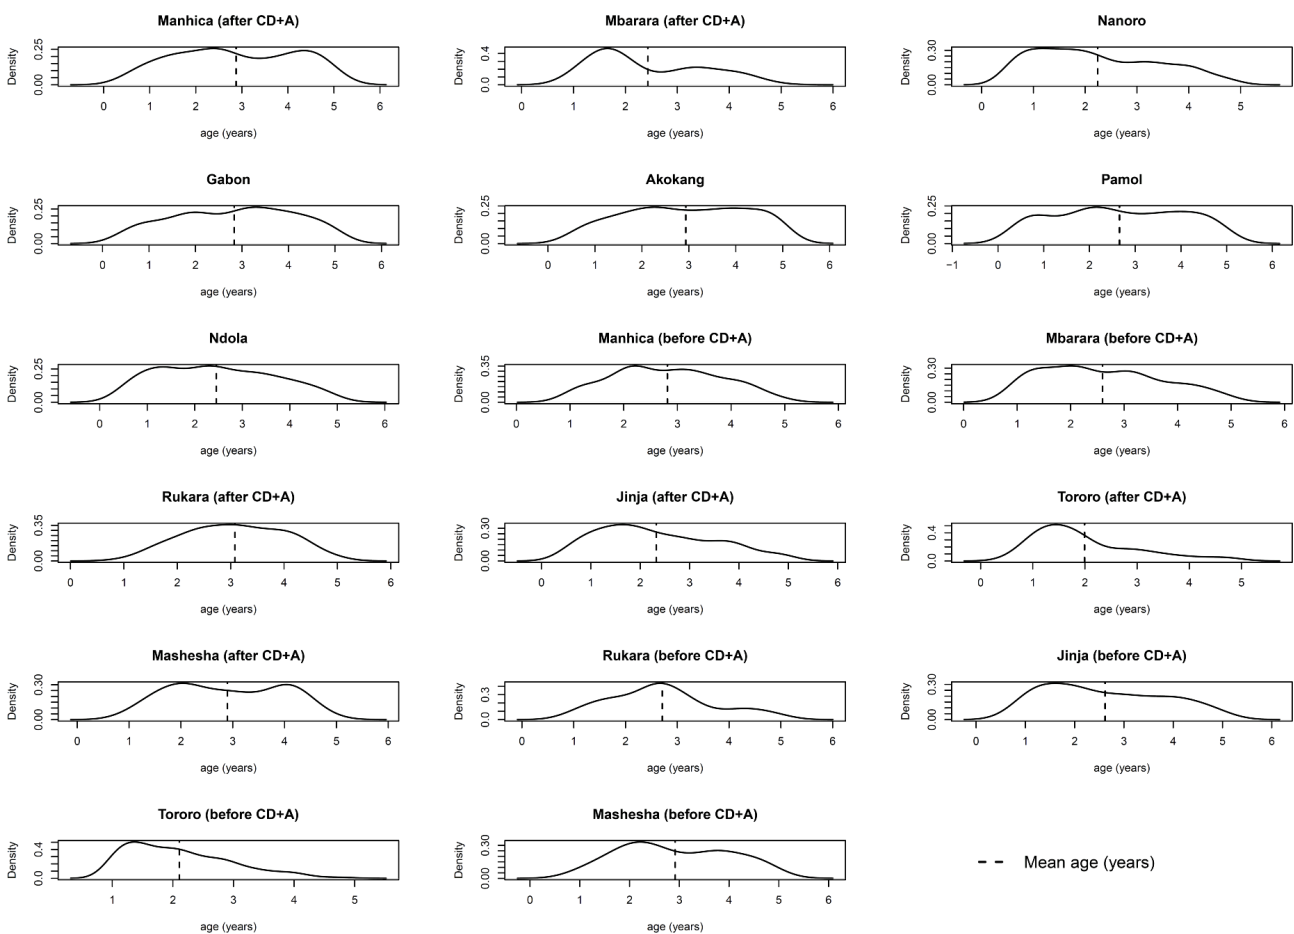 Manhica (after CD+A)
Density
0.00 0.25
0 1 2 3 4 5 6
age (years)
Mbarara (after CD+A)
Density
0.0 0.4
0 1 2 3 4 5 6
age (years)
Nanoro
Density
0.00 0.30
0 1 2 3 4 5
age (years)
Gabon
Density
0.00 0.25
0 1 2 3 4 5 6
age (years)
Akokang
Density
0.00 0.25
0 1 2 3 4 5 6
age (years)
Pamol
Density
0.00 0.25
−1 0 1 2 3 4 5 6
age (years)
Ndola
Density
0.00 0.25
0 1 2 3 4 5 6
age (years)
Manhica (before CD+A)
Density
0.00 0.35
0 1 2 3 4 5 6
age (years)
Mbarara (before CD+A)
Density
0.00 0.30
0 1 2 3 4 5 6
age (years)
Rukara (after CD+A)
Density
0.00 0.35
0 1 2 3 4 5 6
age (years)
Jinja (after CD+A)
Density
0.00 0.30
0 1 2 3 4 5 6
age (years)
Tororo (after CD+A)
Density
0.0 0.4
0 1 2 3 4 5
age (years)
Mashesha (after CD+A)
Density
0.00 0.30
0 1 2 3 4 5 6
age (years)
Rukara (before CD+A)
Density
0.0 0.3
0 1 2 3 4 5 6
age (years)
Jinja (before CD+A)
Density
0.00 0.30
0 1 2 3 4 5 6
age (years)
Tororo (before CD+A)
Density
0.0 0.4
1 2 3 4 5
age (years)
Mashesha (before CD+A)
Density
0.00 0.30
0 1 2 3 4 5 6
age (years)
Mean age (years)